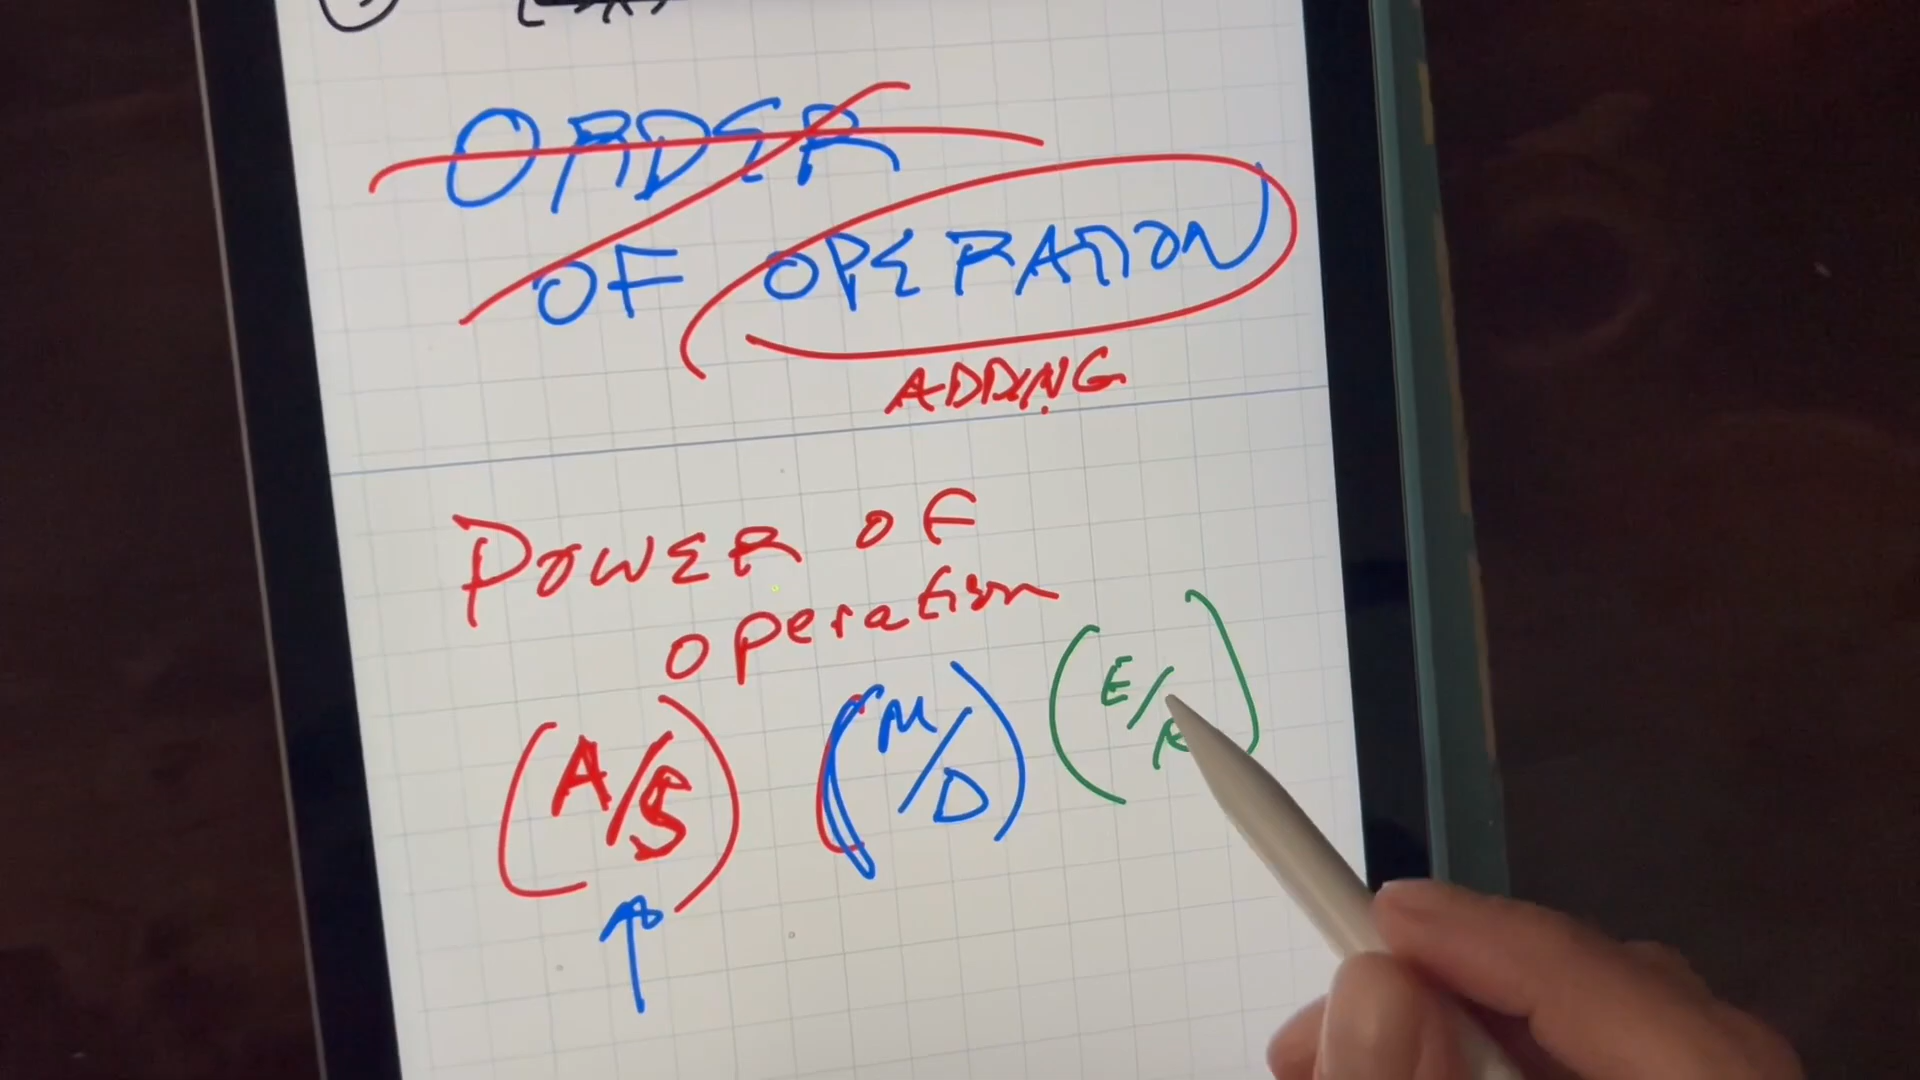 ORDER
OF OPERATION
ADDING
POWER OF
operation
(A/S) (M/D) (E/R)